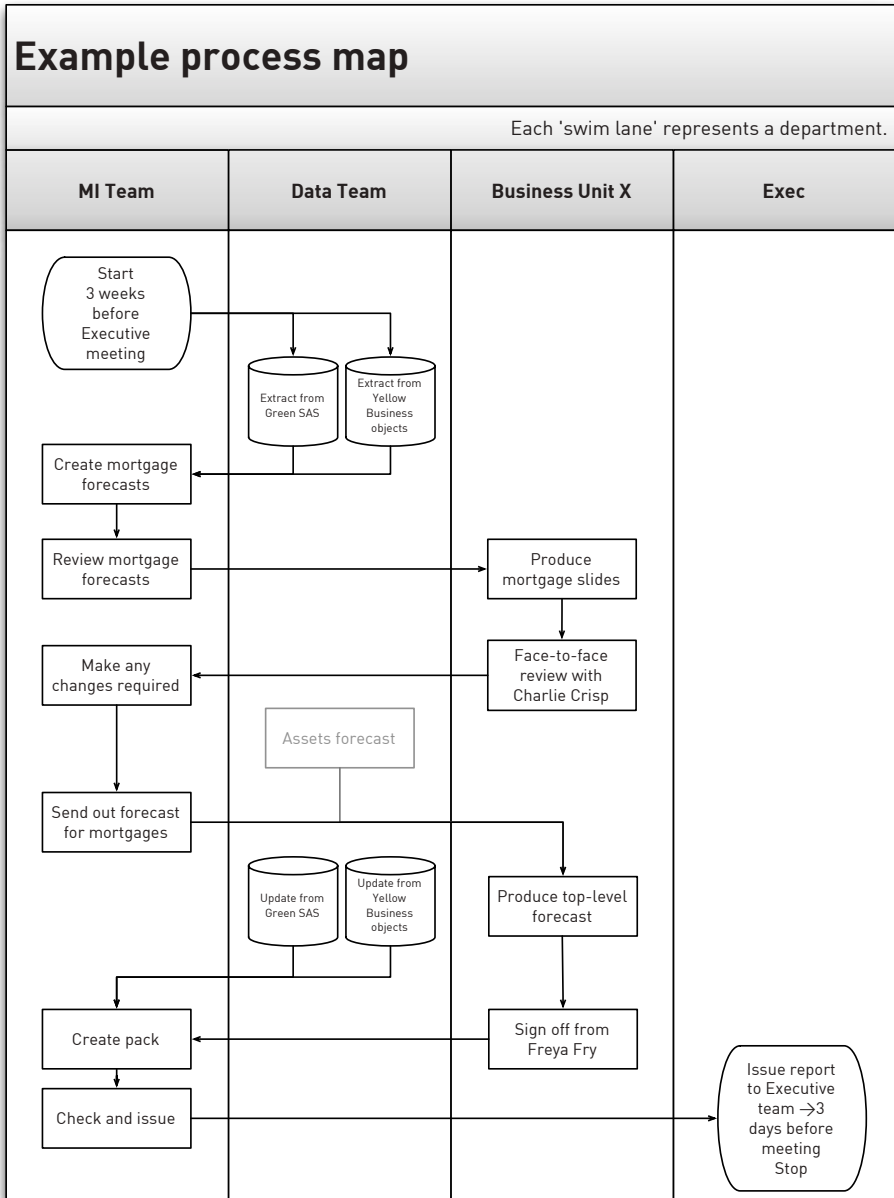 Example process map
Each 'swim lane' represents a department.
MI Team
Data Team
Business Unit X
Exec
Start
3 weeks
before
Executive
meeting
Extract from
Green SAS
Extract from
Yellow
Business
objects
Create mortgage
forecasts
Review mortgage
forecasts
Produce
mortgage slides
Face-to-face
review with
Charlie Crisp
Make any
changes required
Assets forecast
Send out forecast
for mortgages
Update from
Green SAS
Update from
Yellow
Business
objects
Produce top-level
forecast
Create pack
Sign off from
Freya Fry
Check and issue
Issue report
to Executive
team →3
days before
meeting
Stop